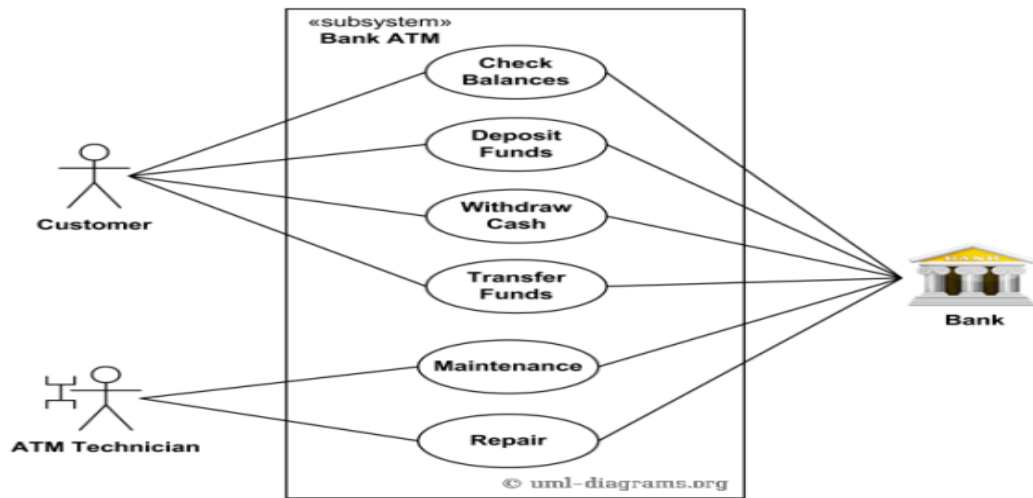 «subsystem»
Bank ATM
Check
Balances
Deposit
Funds
Customer
Withdraw
Cash
Transfer
Funds
BANK
Bank
Maintenance
ATM Technician
Repair
© uml-diagrams.org